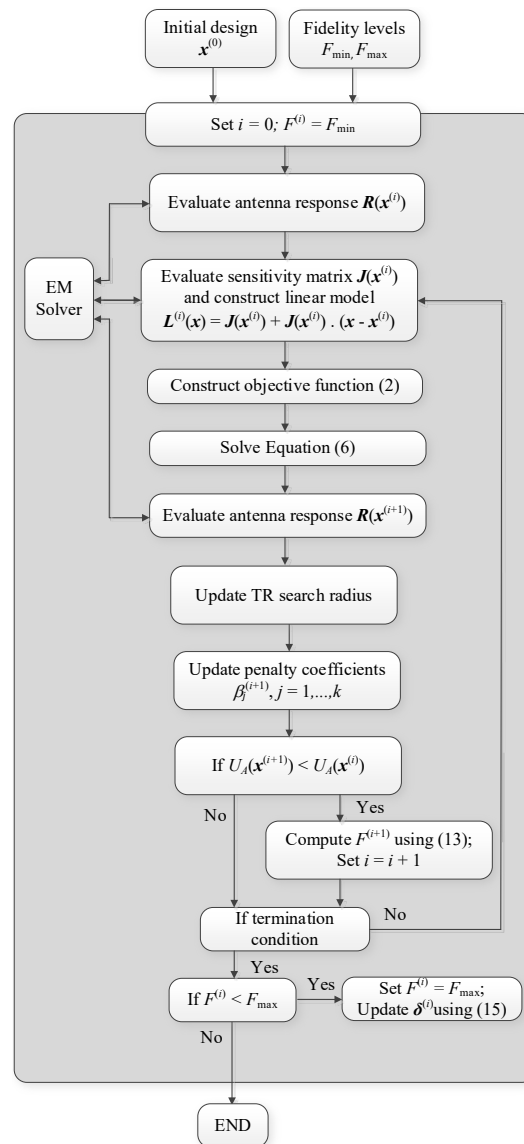 Initial design
x^(0)
Fidelity levels
F_min, F_max
Set i = 0; F^(i) = F_min
Evaluate antenna response R(x^(i))
EM
Solver
Evaluate sensitivity matrix J(x^(i))
and construct linear model
L^(i)(x) = J(x^(i)) + J(x^(i)) . (x - x^(i))
Construct objective function (2)
Solve Equation (6)
Evaluate antenna response R(x^(i+1))
Update TR search radius
Update penalty coefficients
β_j^(i+1), j = 1,...,k
If U_A(x^(i+1)) < U_A(x^(i))
No
Yes
Compute F^(i+1) using (13);
Set i = i + 1
If termination
condition
No
Yes
If F^(i) < F_max
Yes
Set F^(i) = F_max;
Update δ^(i) using (15)
No
END